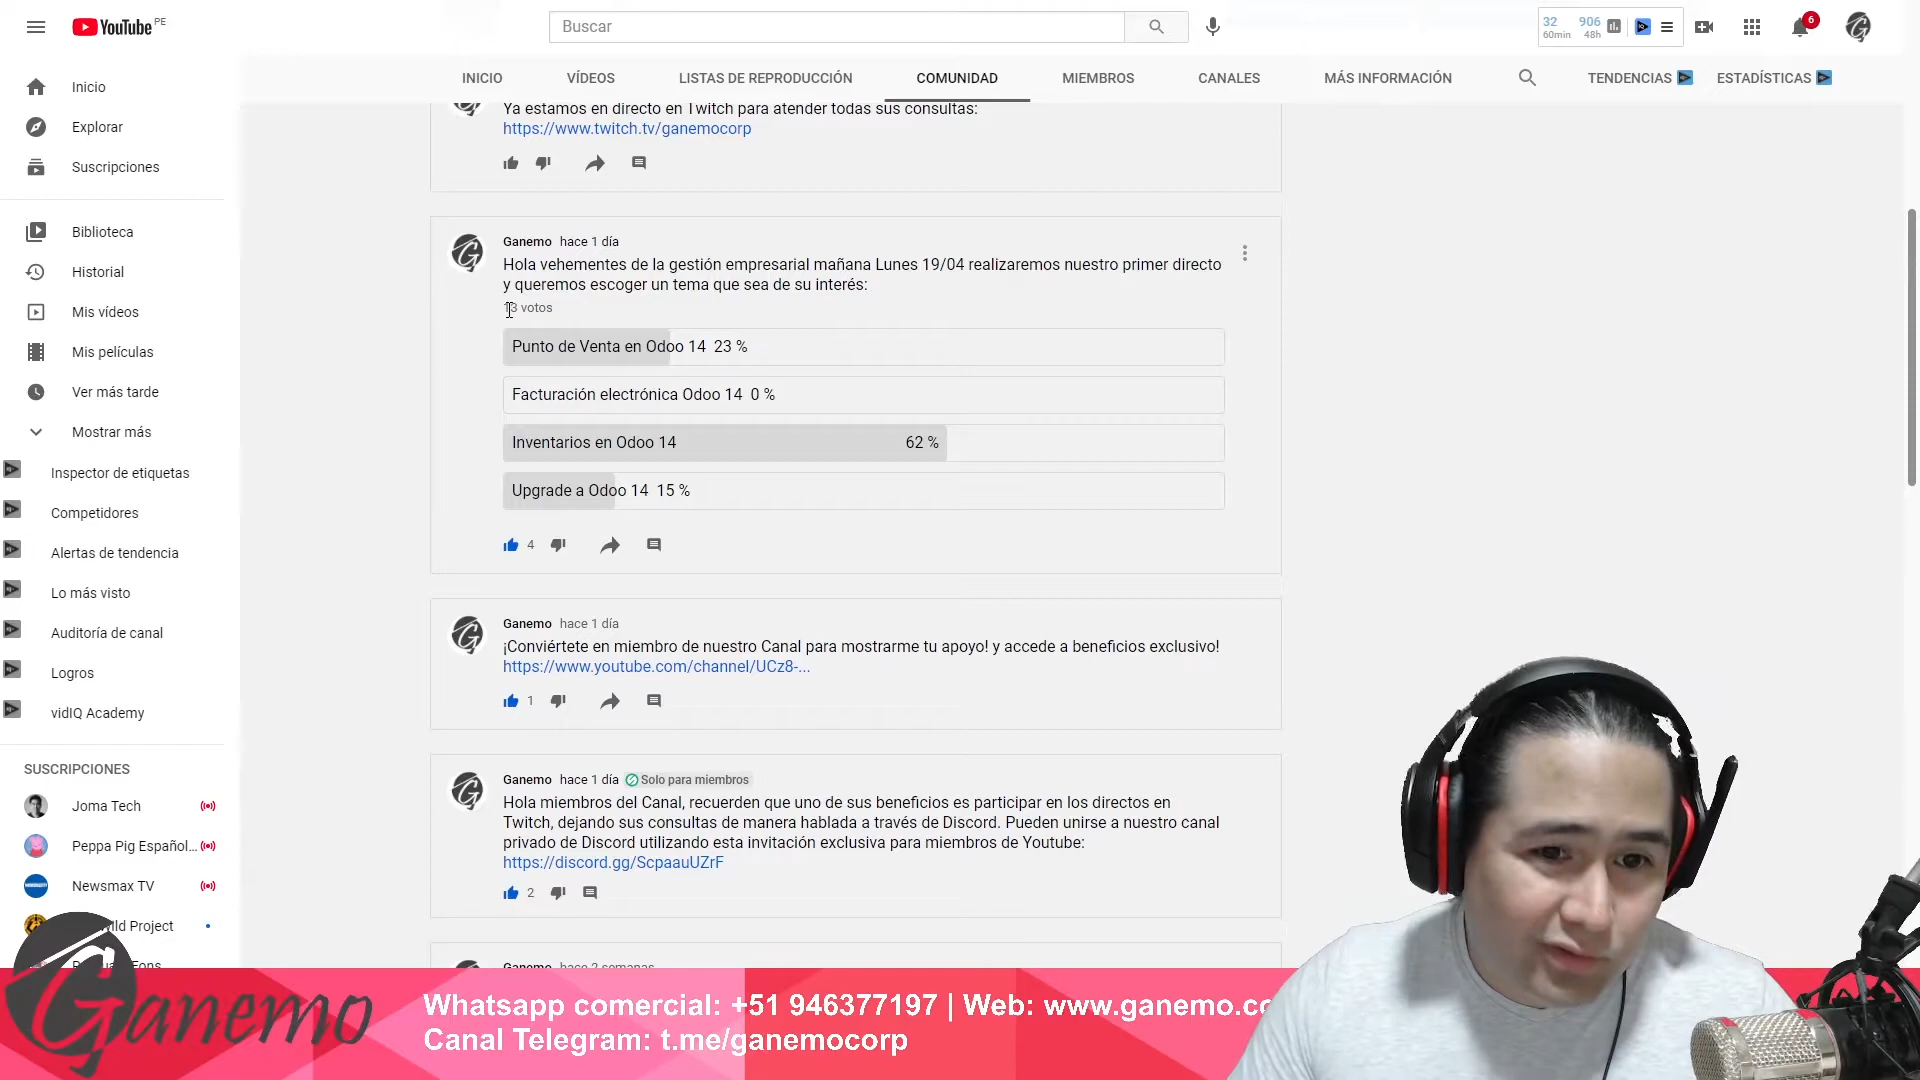 YouTube PE
Buscar
32 906
60min 48h
6
INICIO VÍDEOS LISTAS DE REPRODUCCIÓN COMUNIDAD MIEMBROS CANALES MÁS INFORMACIÓN TENDENCIAS ESTADÍSTICAS
Inicio
Explorar
Suscripciones
Biblioteca
Historial
Mis vídeos
Mis películas
Ver más tarde
Mostrar más
Inspector de etiquetas
Competidores
Alertas de tendencia
Lo más visto
Auditoría de canal
Logros
vidIQ Academy
SUSCRIPCIONES
Joma Tech
Peppa Pig Español...
Newsmax TV
Project
Ya estamos en directo en Twitch para atender todas sus consultas:
https://www.twitch.tv/ganemocorp
Ganemo hace 1 día
Hola vehementes de la gestión empresarial mañana Lunes 19/04 realizaremos nuestro primer directo
y queremos escoger un tema que sea de su interés:
13 votos
Punto de Venta en Odoo 14 23 %
Facturación electrónica Odoo 14 0 %
Inventarios en Odoo 14 62 %
Upgrade a Odoo 14 15 %
4
Ganemo hace 1 día
¡Conviértete en miembro de nuestro Canal para mostrarme tu apoyo! y accede a beneficios exclusivo!
https://www.youtube.com/channel/UCz8-...
1
Ganemo hace 1 día Solo para miembros
Hola miembros del Canal, recuerden que uno de sus beneficios es participar en los directos en
Twitch, dejando sus consultas de manera hablada a través de Discord. Pueden unirse a nuestro canal
privado de Discord utilizando esta invitación exclusiva para miembros de Youtube:
https://discord.gg/ScpaauUZrF
2
Ganemo hace 2 semanas
Ganemo
Whatsapp comercial: +51 946377197 | Web: www.ganemo.co
Canal Telegram: t.me/ganemocorp